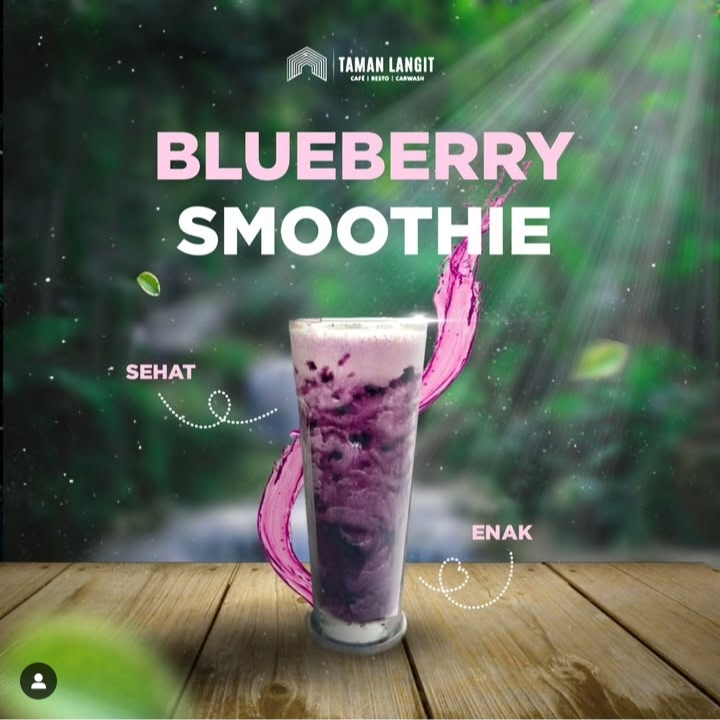 TAMAN LANGIT
CAFÉ | RESTO | CARWASH
BLUEBERRY
SMOOTHIE
SEHAT
ENAK